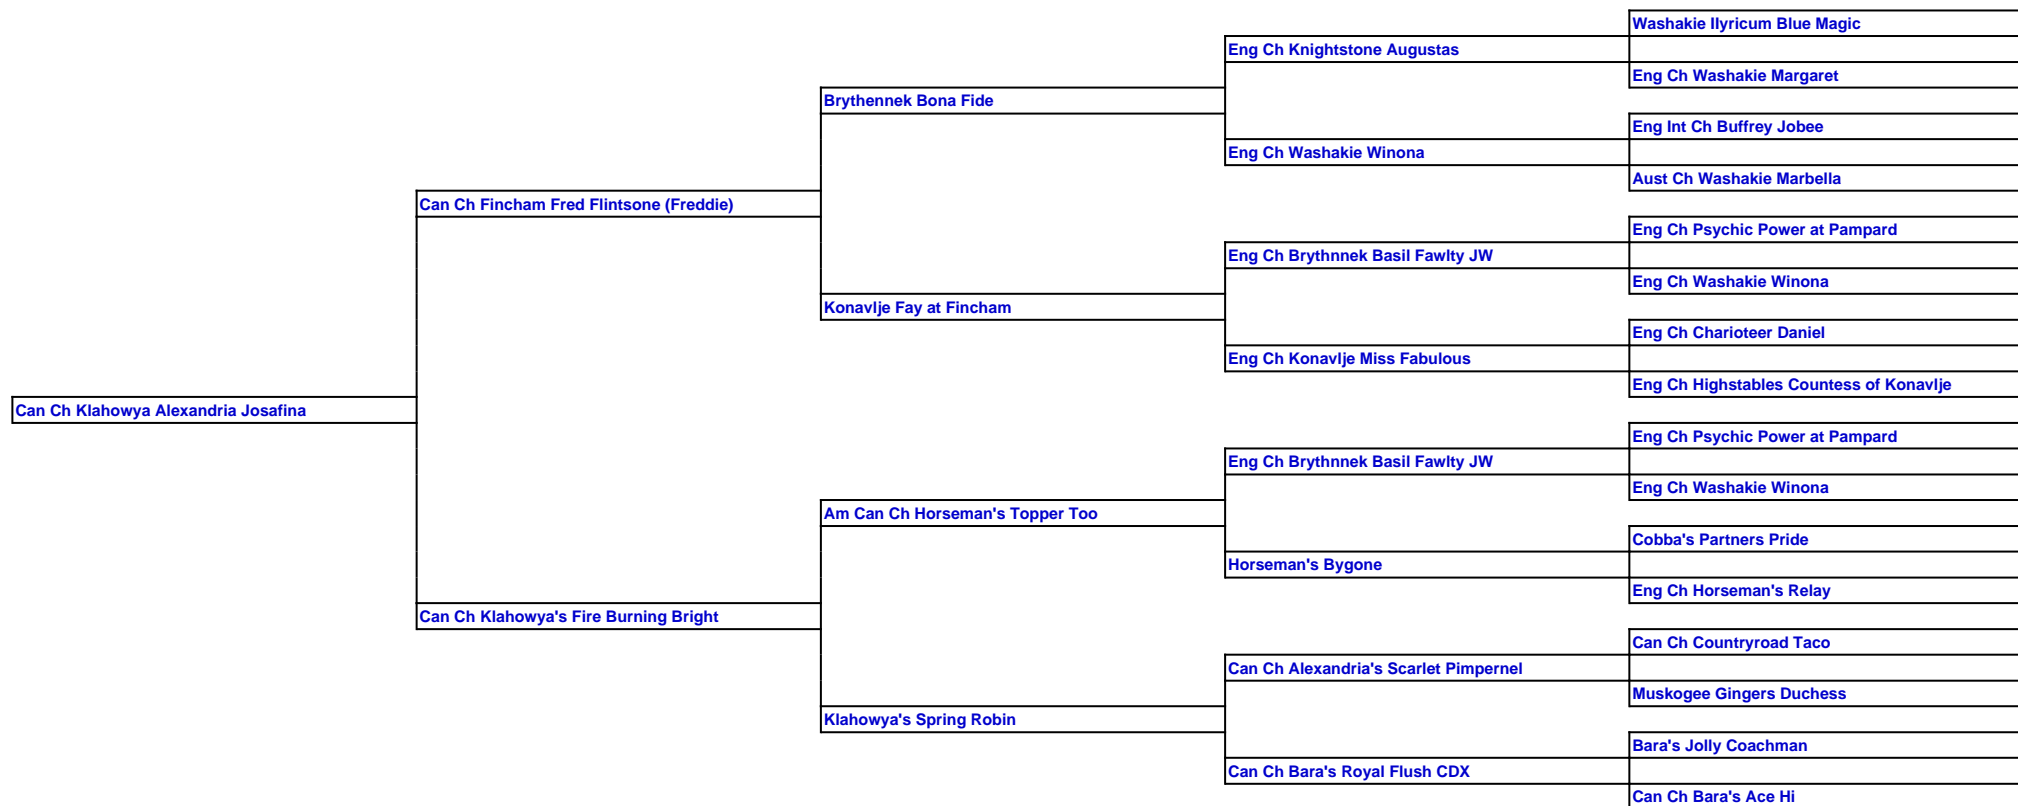 Washakie Ilyricum Blue Magic
Eng Ch Knightstone Augustas
Eng Ch Washakie Margaret
Brythennek Bona Fide
Eng Int Ch Buffrey Jobee
Eng Ch Washakie Winona
Aust Ch Washakie Marbella
Can Ch Fincham Fred Flintsone (Freddie)
Eng Ch Psychic Power at Pampard
Eng Ch Brythnnek Basil Fawlty JW
Eng Ch Washakie Winona
Konavlje Fay at Fincham
Eng Ch Charioteer Daniel
Eng Ch Konavlje Miss Fabulous
Eng Ch Highstables Countess of Konavlje
Can Ch Klahowya Alexandria Josafina
Eng Ch Psychic Power at Pampard
Eng Ch Brythnnek Basil Fawlty JW
Eng Ch Washakie Winona
Am Can Ch Horseman's Topper Too
Cobba's Partners Pride
Horseman's Bygone
Eng Ch Horseman's Relay
Can Ch Klahowya's Fire Burning Bright
Can Ch Countryroad Taco
Can Ch Alexandria's Scarlet Pimpernel
Muskogee Gingers Duchess
Klahowya's Spring Robin
Bara's Jolly Coachman
Can Ch Bara's Royal Flush CDX
Can Ch Bara's Ace Hi